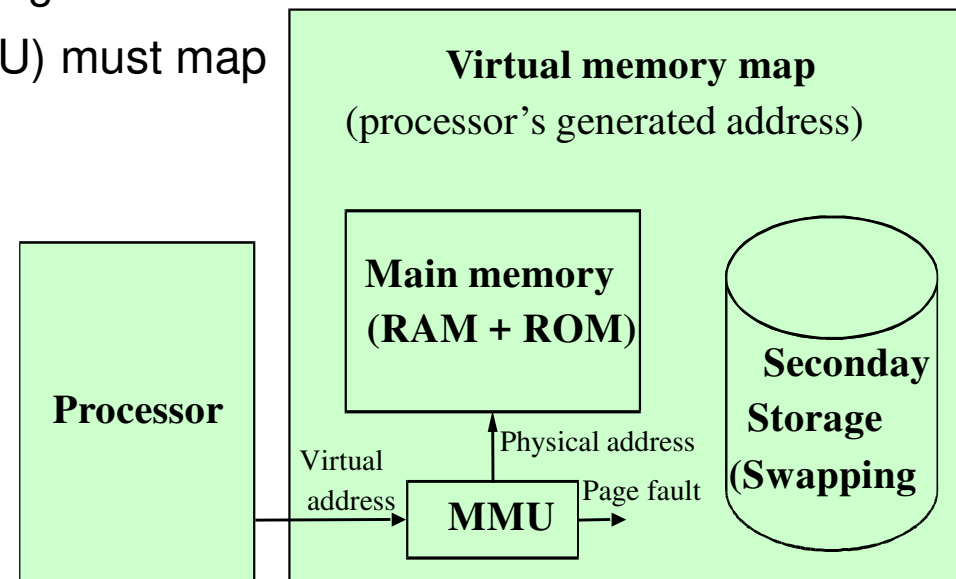 U) must map
Virtual memory map
(processor's generated address)
Main memory
(RAM + ROM)
Seconday
Storage
(Swapping
Processor
Physical address
Virtual
address
Page fault
MMU